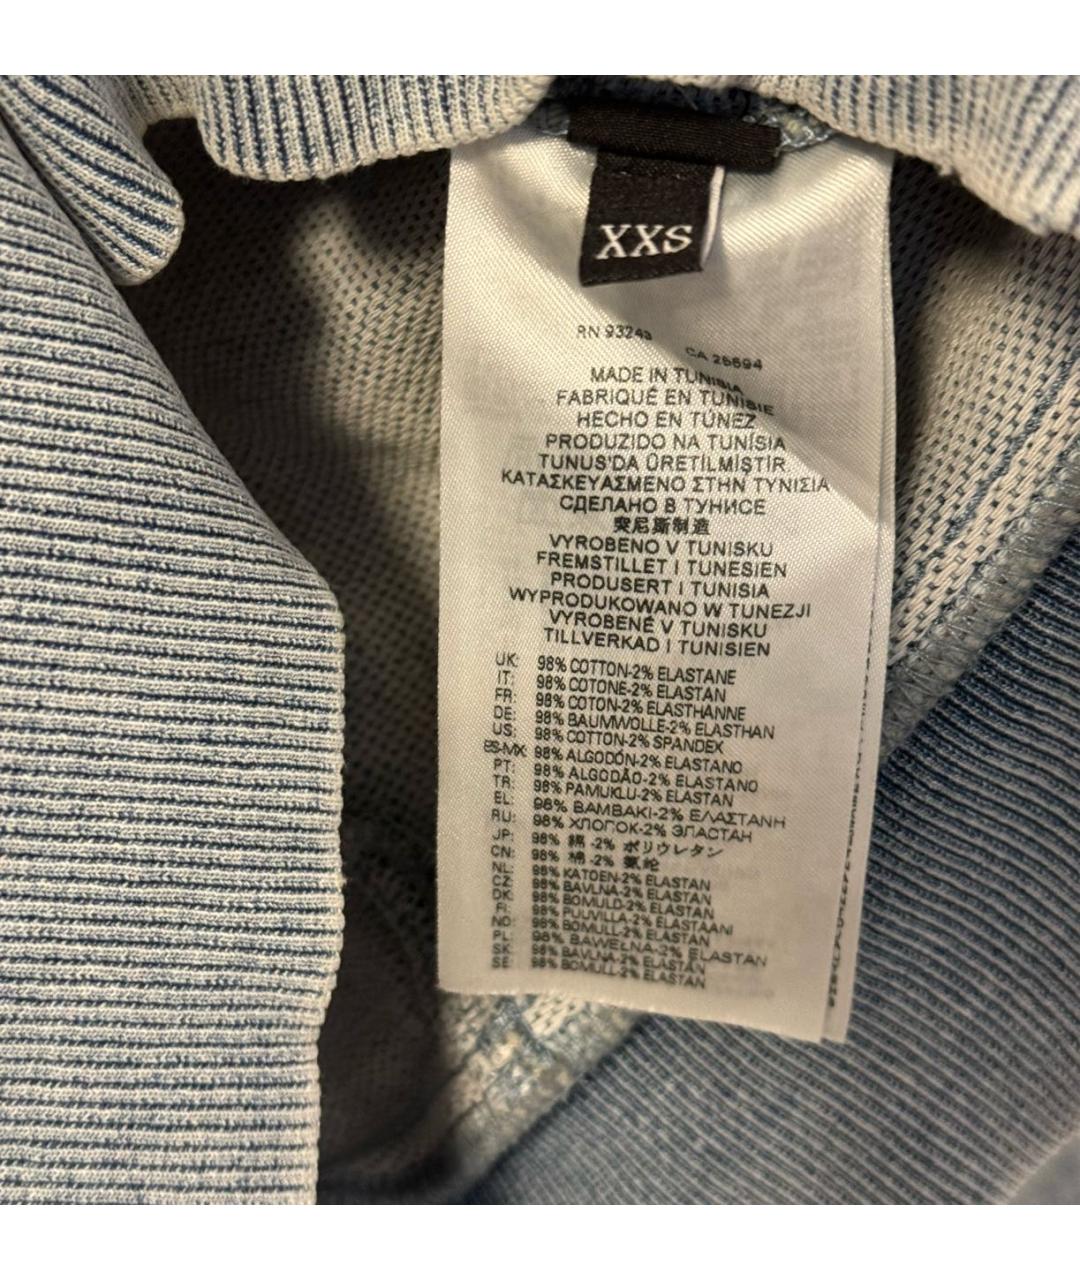 XXS
RN 93243
CA 25694
MADE IN TUNISIA
FABRIQUÉ EN TUNISIE
HECHO EN TÚNEZ
PRODUZIDO NA TUNÍSIA
TUNUS'DA ÜRETİLMİŞTİR
ΚΑΤΑΣΚΕΥΑΣΜΕΝΟ ΣΤΗΝ ΤΥΝΙΣΙΑ
СДЕЛАНО В ТУНИСЕ
突尼斯制造
VYROBENO V TUNISKU
FREMSTILLET I TUNESIEN
PRODUSERT I TUNISIA
WYPRODUKOWANO W TUNEZJI
VYROBENÉ V TUNISKU
TILLVERKAD I TUNISIEN
UK: 98% COTTON-2% ELASTANE
IT: 98% COTONE-2% ELASTAN
FR: 98% COTON-2% ELASTHANNE
DE: 98% BAUMWOLLE-2% ELASTHAN
US: 98% COTTON-2% SPANDEX
ES-MX: 98% ALGODÓN-2% ELASTANO
PT: 98% ALGODÃO-2% ELASTANO
TR: 98% PAMUKLU-2% ELASTAN
EL: 98% ΒΑΜΒΑΚΙ-2% ΕΛΑΣΤΑΝΗ
RU: 98% ХЛОПОК-2% ЭЛАСТАН
JP: 98% 綿 -2% ポリウレタン
CN: 98% 棉 -2% 氨纶
NL: 98% KATOEN-2% ELASTAN
CZ: 98% BAVLNA-2% ELASTAN
DK: 98% BOMULD-2% ELASTAN
FI: 98% PUUVILLA-2% ELASTAANI
NO: 98% BOMULL-2% ELASTAN
PL: 98% BAWEŁNA-2% ELASTAN
SK: 98% BAVLNA-2% ELASTAN
SE: 98% BOMULL-2% ELASTAN